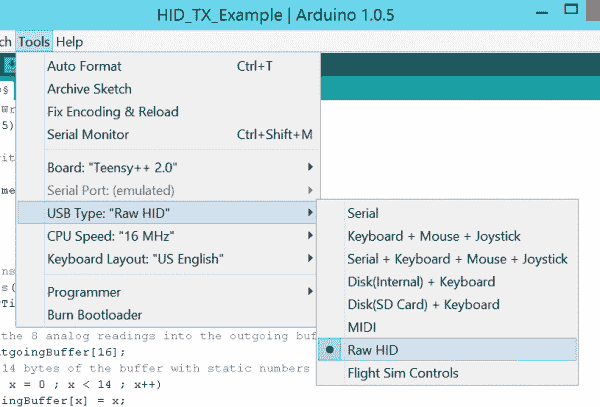 HID_TX_Example | Arduino 1.0.5
ch Tools Help
Auto Format Ctrl+T
Archive Sketch
Fix Encoding & Reload
Serial Monitor Ctrl+Shift+M
Board: "Teensy++ 2.0"
Serial Port: (emulated)
USB Type: "Raw HID"
CPU Speed: "16 MHz"
Keyboard Layout: "US English"
Programmer
Burn Bootloader
Serial
Keyboard + Mouse + Joystick
Serial + Keyboard + Mouse + Joystick
Disk(Internal) + Keyboard
Disk(SD Card) + Keyboard
MIDI
Raw HID
Flight Sim Controls
the 8 analog readings into the outgoing buf
tgoingBuffer[16];
14 bytes of the buffer with static numbers
x = 0 ; x < 14 ; x++)
ingBuffer[x] = x;